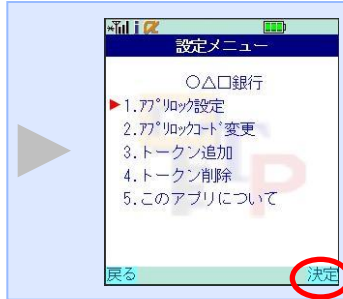 設定メニュー
○△□銀行
1.ｱﾌﾟﾘﾛｯｸ設定
2.ｱﾌﾟﾘﾛｯｸｺｰﾄﾞ変更
3.トークン追加
4.トークン削除
5.このアプリについて
戻る 決定